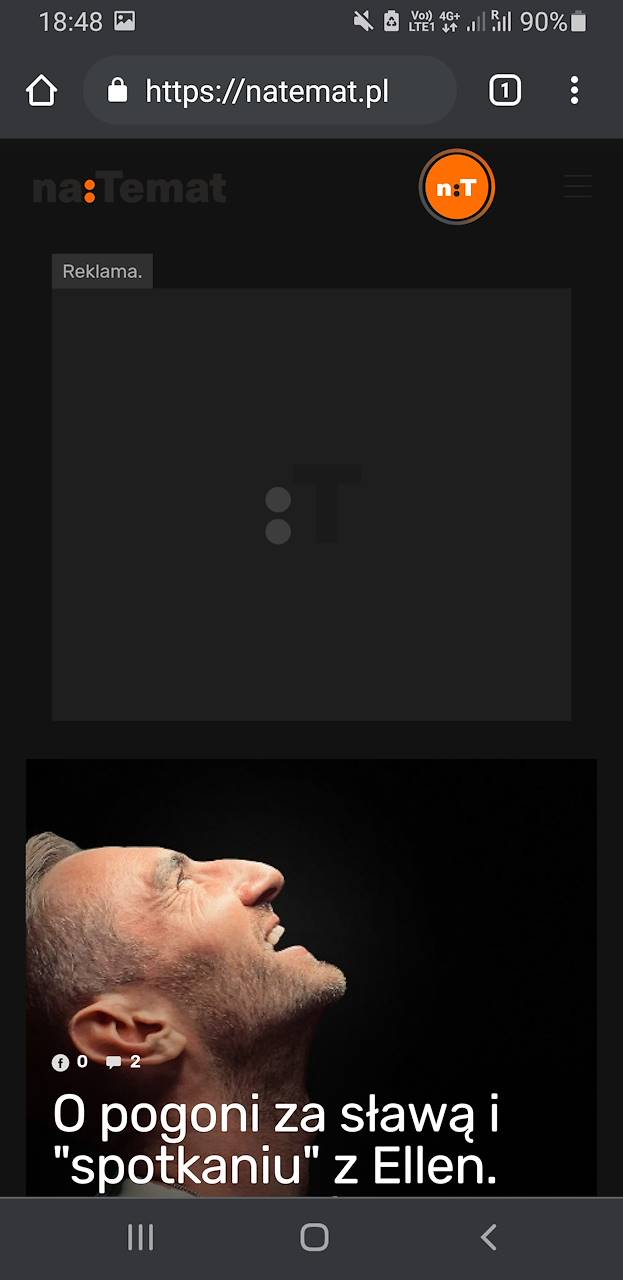 18:48 Vo)) LTE1 4G+ R 90%
https://natemat.pl 1
na:Temat n:T
Reklama.
:T
0 2
O pogoni za sławą i
"spotkaniu" z Ellen.